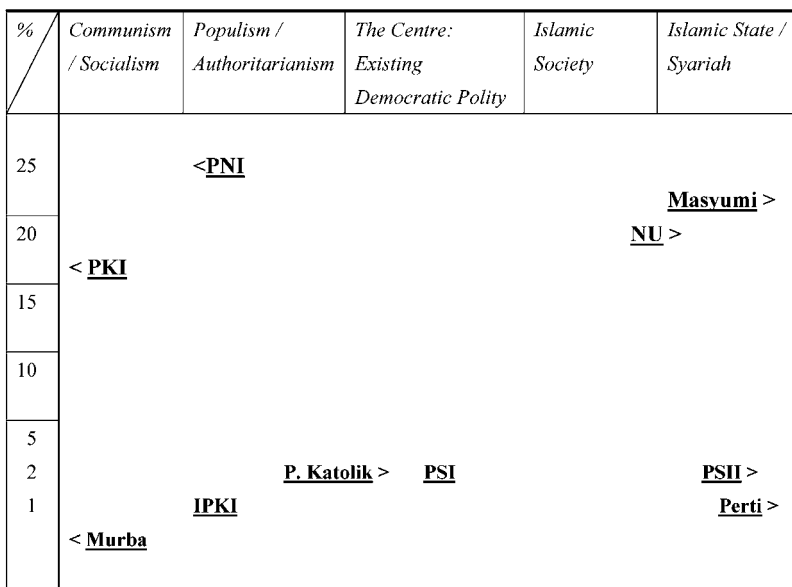 % Communism / Socialism Populism / Authoritarianism The Centre: Existing Democratic Polity Islamic Society Islamic State / Syariah
25 <PNI
Masyumi >
20 NU >
< PKI
15
10
5
2 P. Katolik > PSI PSII >
1 IPKI Perti >
< Murba